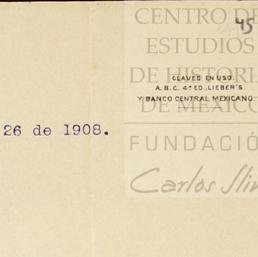 CENTRO DE
45
ESTUDIOS
DE HISTORIA
CLAVES EN USO:
A.B.C. 4ª ED., LIEBER'S
Y BANCO CENTRAL MEXICANO.
DE MÉXICO
26 de 1908.
FUNDACIÓ
Carlos Slim